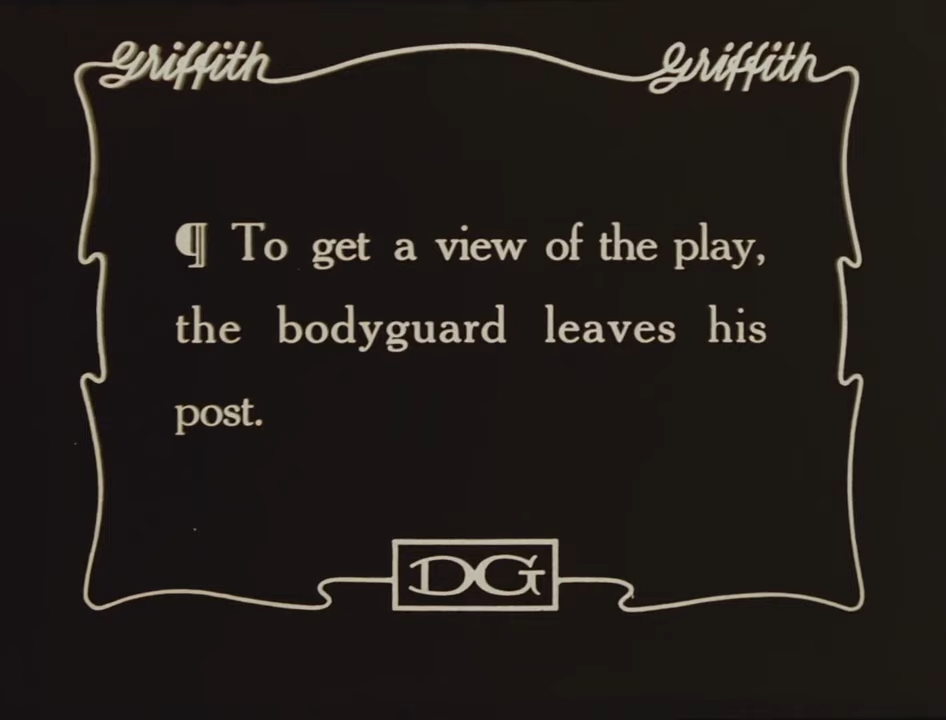 Griffith Griffith
¶ To get a view of the play,
the bodyguard leaves his
post.
DG